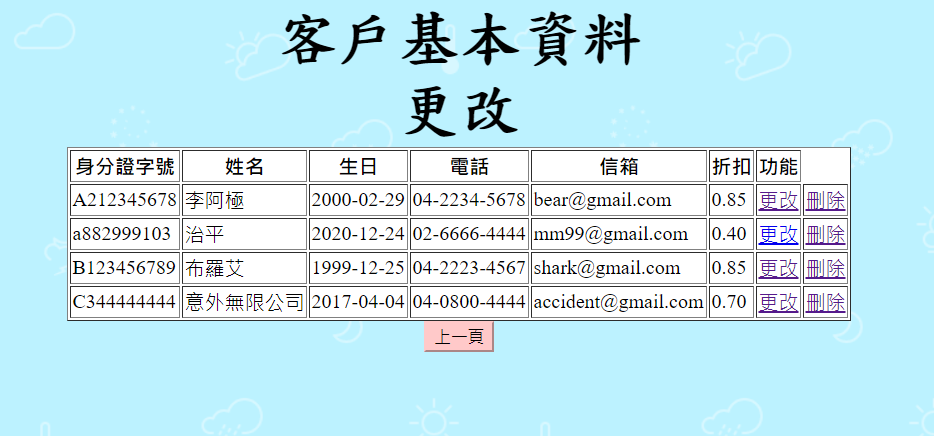 客戶基本資料
更改
身分證字號 姓名 生日 電話 信箱 折扣 功能
A212345678 李阿極 2000-02-29 04-2234-5678 bear@gmail.com 0.85 更改 刪除
a882999103 治平 2020-12-24 02-6666-4444 mm99@gmail.com 0.40 更改 刪除
B123456789 布羅艾 1999-12-25 04-2223-4567 shark@gmail.com 0.85 更改 刪除
C344444444 意外無限公司 2017-04-04 04-0800-4444 accident@gmail.com 0.70 更改 刪除
上一頁